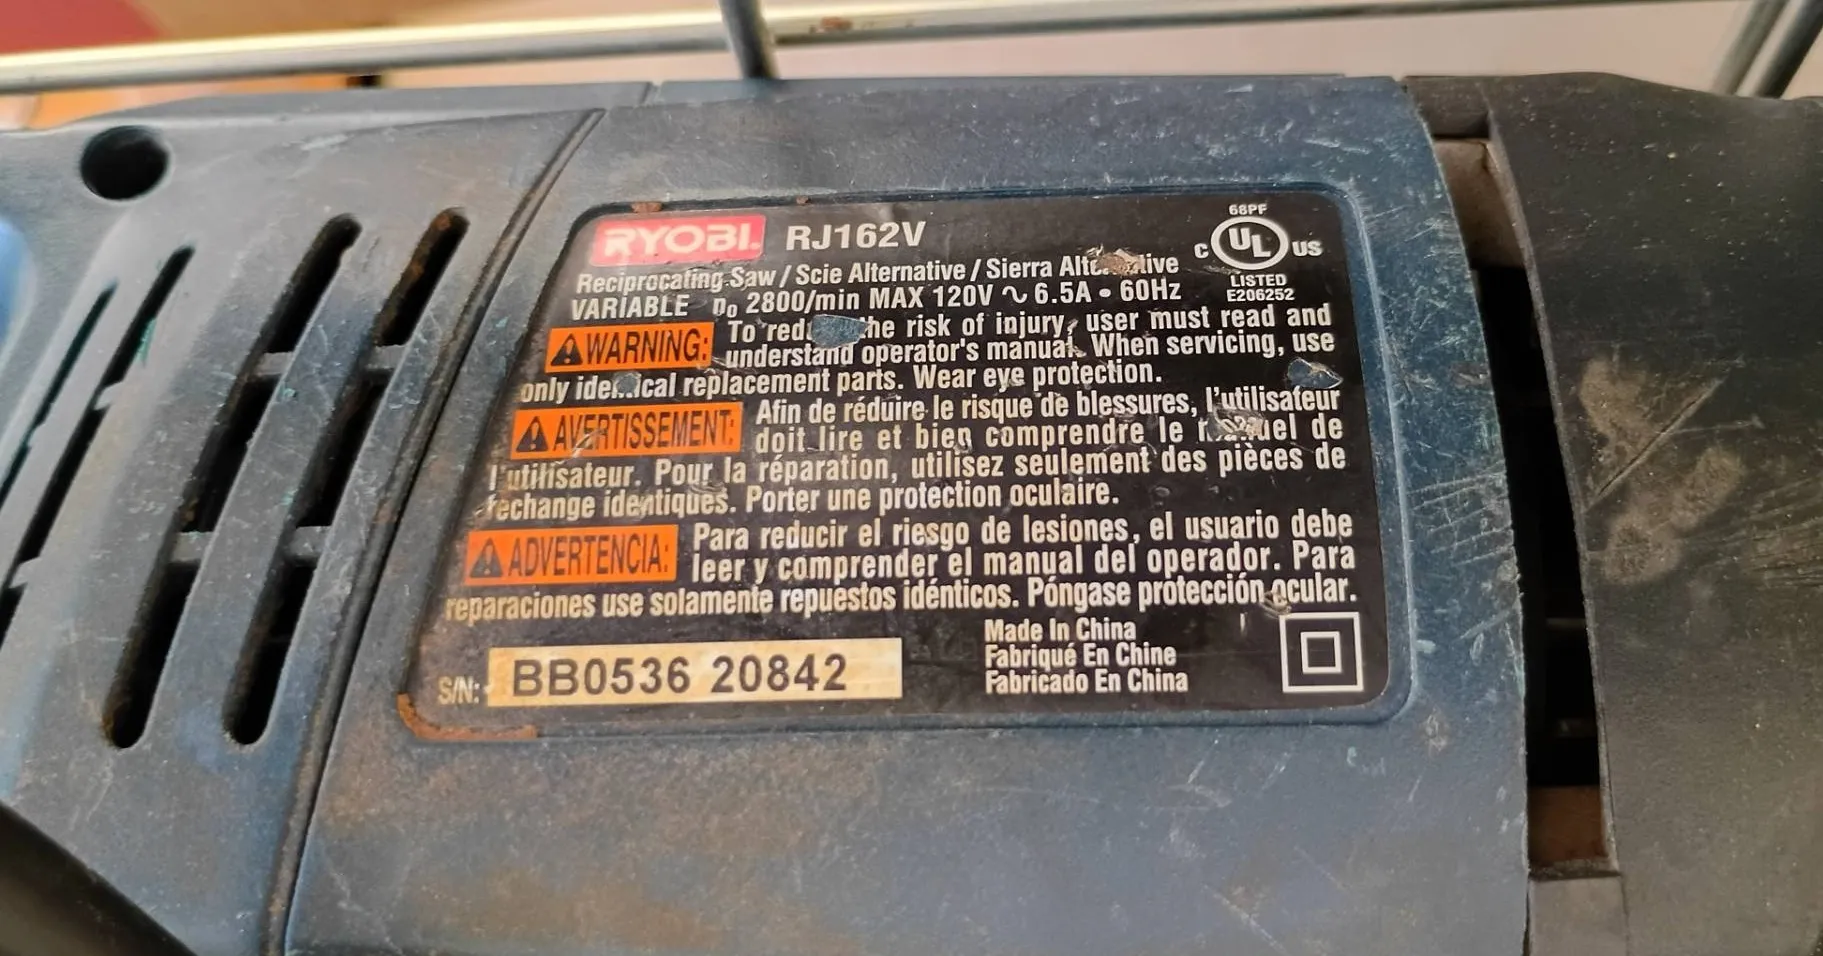 RYOBI. RJ162V
68PF
C UL US
LISTED
E206252
Reciprocating Saw / Scie Alternative / Sierra
VARIABLE n₀ 2800/min MAX 120V ∿ 6.5A • 60Hz
WARNING: To the risk of injury, user must read and
understand operator's manual. When servicing, use
only replacement parts. Wear eye protection.
AVERTISSEMENT: Afin de réduire le risque de blessures, l'utilisateur
doit lire et bien comprendre le de
l'utilisateur. Pour la réparation, utilisez seulement des pièces de
rechange identiques. Porter une protection oculaire.
ADVERTENCIA: Para reducir el riesgo de lesiones, el usuario debe
leer y comprender el manual del operador. Para
reparaciones use solamente repuestos idénticos. Póngase protección ocular.
S/N: BB0536 20842
Made In China
Fabriqué En Chine
Fabricado En China